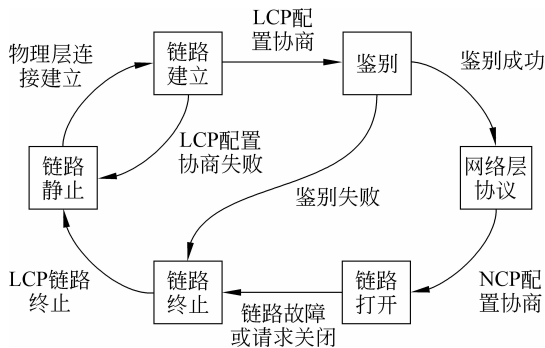 LCP配
置协商
物理层连
接建立
链路
建立
鉴别
鉴别成功
LCP配置
协商失败
链路
静止
网络层
协议
鉴别失败
LCP链路
终止
链路
终止
链路
打开
NCP配
置协商
链路故障
或请求关闭